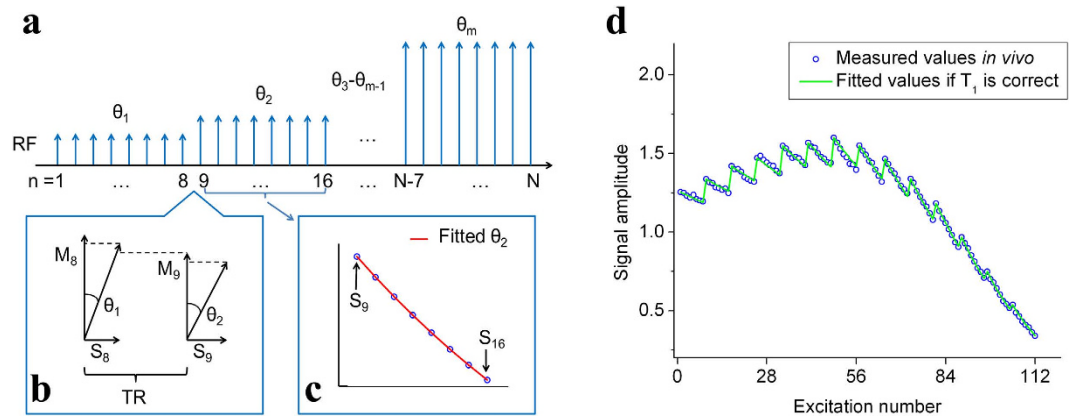 a
θ₁
θ₂
θ₃-θₘ₋₁
θₘ
RF
...
n =1 ... 8 9 ... 16 ... N-7 ... N
M₈
M₉
θ₁
θ₂
S₈
S₉
TR
b
Fitted θ₂
S₉
S₁₆
c
d
Measured values in vivo
Fitted values if T₁ is correct
Signal amplitude
2.0
1.5
1.0
0.5
0 28 56 84 112
Excitation number